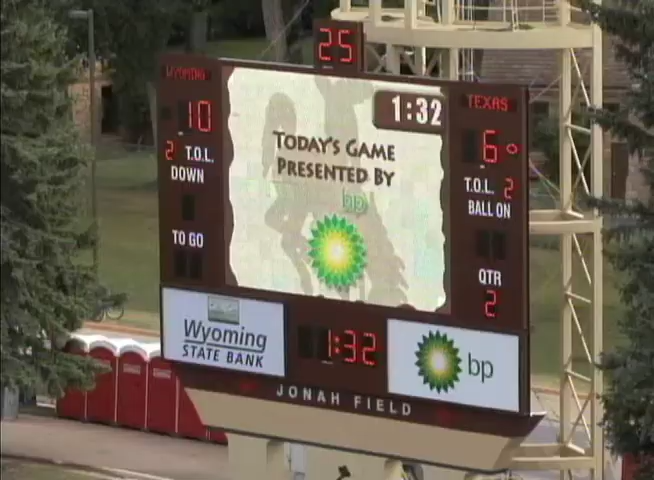 25
WYOMING
10
2 T.O.L.
DOWN
TO GO
1:32
TODAY'S GAME
PRESENTED BY
bp
TEXAS
6
T.O.L. 2
BALL ON
QTR
2
Wyoming
STATE BANK
1:32
bp
JONAH FIELD